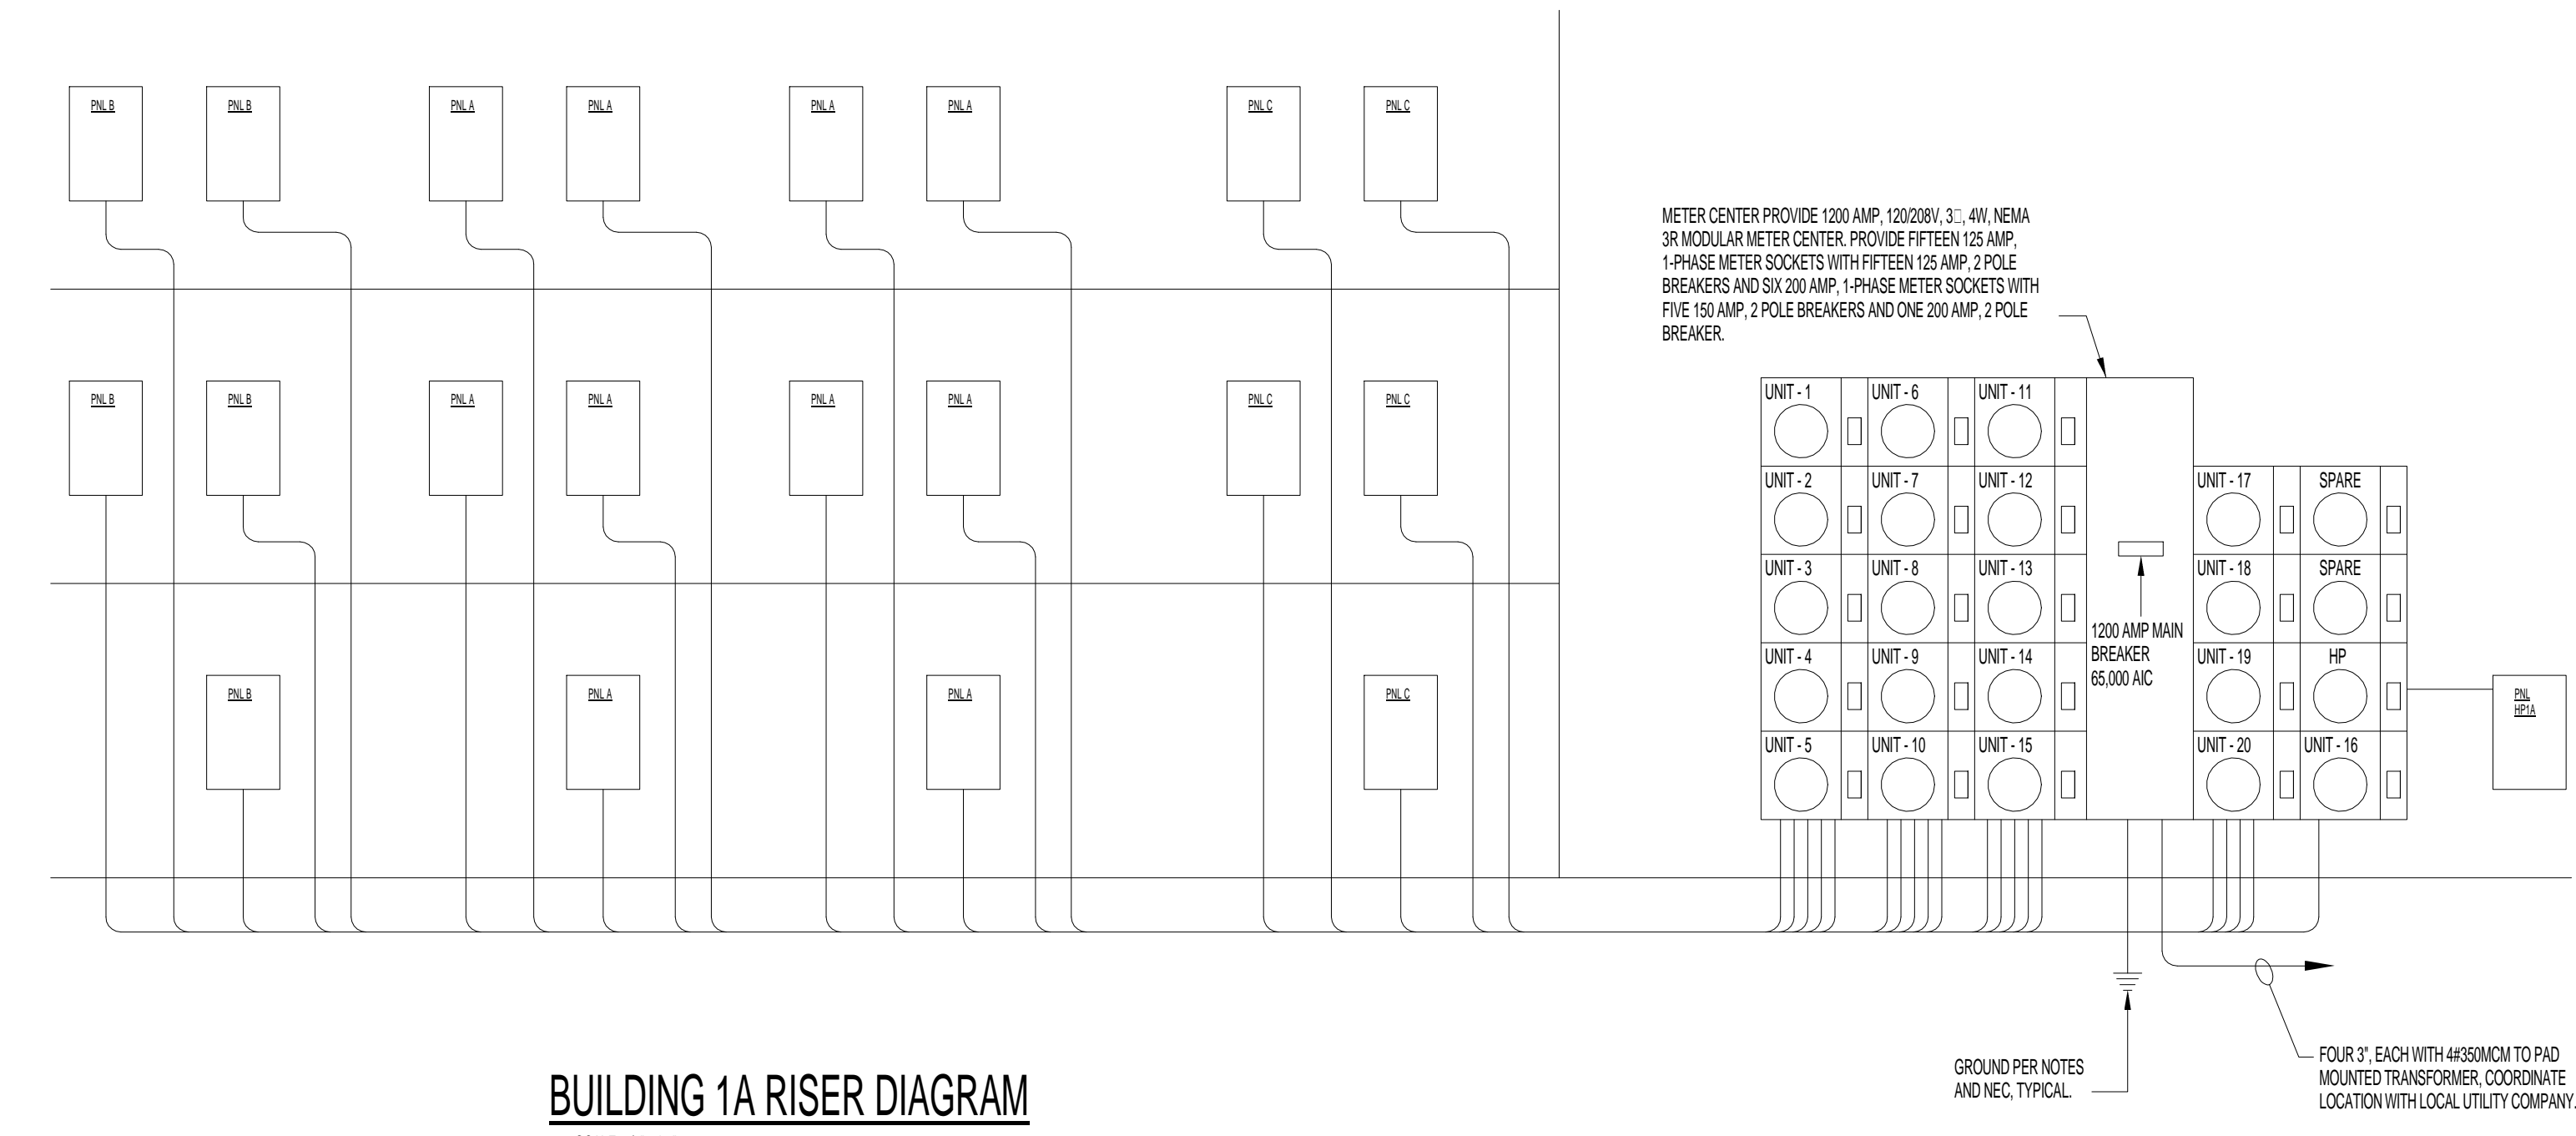 PNL B
PNL B
PNL A
PNL A
PNL A
PNL A
PNL C
PNL C
PNL B
PNL B
PNL A
PNL A
PNL A
PNL A
PNL C
PNL C
PNL B
PNL A
PNL A
PNL C
METER CENTER PROVIDE 1200 AMP, 120/208V, 3□, 4W, NEMA
3R MODULAR METER CENTER. PROVIDE FIFTEEN 125 AMP,
1-PHASE METER SOCKETS WITH FIFTEEN 125 AMP, 2 POLE
BREAKERS AND SIX 200 AMP, 1-PHASE METER SOCKETS WITH
FIVE 150 AMP, 2 POLE BREAKERS AND ONE 200 AMP, 2 POLE
BREAKER.
UNIT - 1
UNIT - 6
UNIT - 11
UNIT - 2
UNIT - 7
UNIT - 12
UNIT - 17
SPARE
UNIT - 3
UNIT - 8
UNIT - 13
UNIT - 18
SPARE
UNIT - 4
UNIT - 9
UNIT - 14
UNIT - 19
HP
UNIT - 5
UNIT - 10
UNIT - 15
UNIT - 20
UNIT - 16
1200 AMP MAIN
BREAKER
65,000 AIC
PNL
HP1A
GROUND PER NOTES
AND NEC, TYPICAL.
FOUR 3", EACH WITH 4#350MCM TO PAD
MOUNTED TRANSFORMER, COORDINATE
LOCATION WITH LOCAL UTILITY COMPANY.
BUILDING 1A RISER DIAGRAM